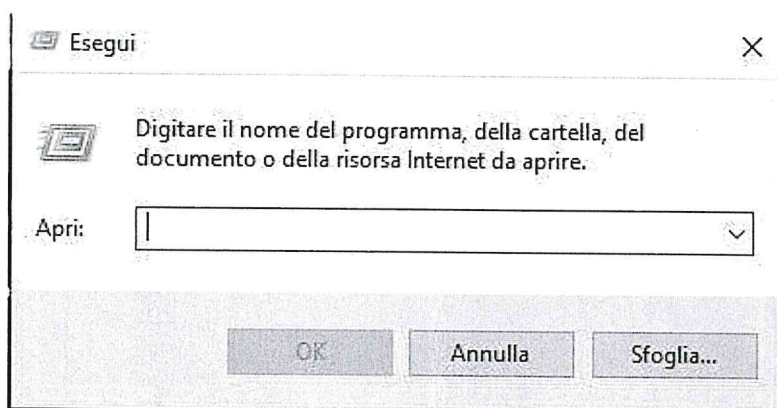 Esegui
Digitare il nome del programma, della cartella, del
documento o della risorsa Internet da aprire.
Apri:
OK
Annulla
Sfoglia...